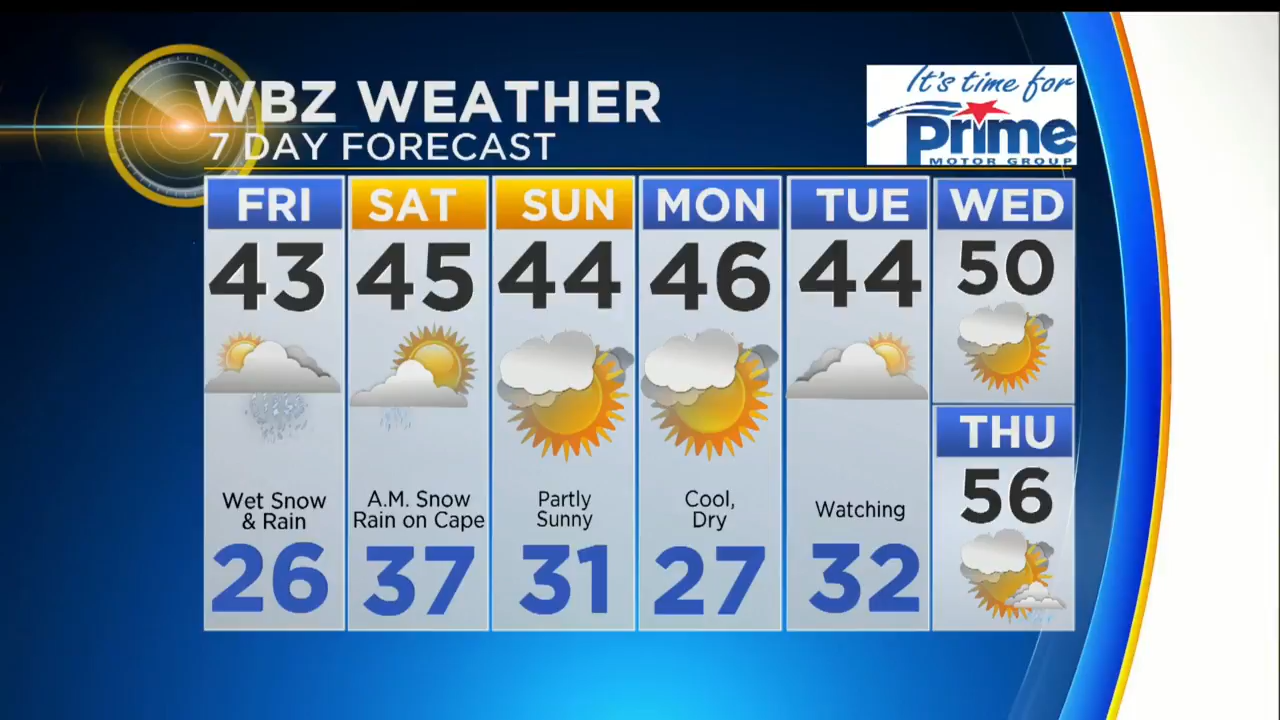 WBZ WEATHER
7 DAY FORECAST
It's time for
Prime
MOTOR GROUP
FRI
43
Wet Snow
& Rain
26
SAT
45
A.M. Snow
Rain on Cape
37
SUN
44
Partly
Sunny
31
MON
46
Cool,
Dry
27
TUE
44
Watching
32
WED
50
THU
56